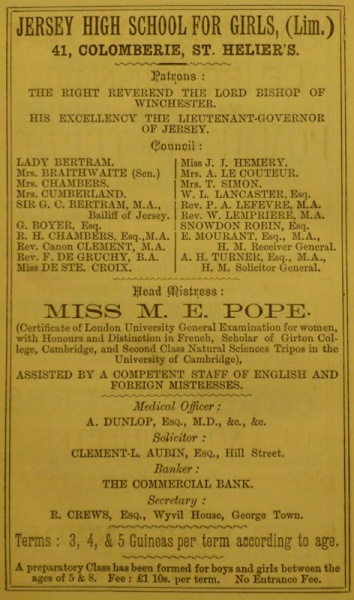 JERSEY HIGH SCHOOL FOR GIRLS, (Lim.)
41, COLOMBERIE, ST. HELIER'S.
Patrons :
THE RIGHT REVEREND THE LORD BISHOP OF
WINCHESTER.
HIS EXCELLENCY THE LIEUTENANT-GOVERNOR
OF JERSEY.
Council :
LADY BERTRAM.
Mrs. BRAITHWAITE (Sen.)
Mrs. CHAMBERS.
Mrs. CUMBERLAND.
SIR G. C. BERTRAM, M.A.,
Bailiff of Jersey.
G. BOYER, Esq.
R. H. CHAMBERS, Esq., M.A.
Rev. Canon CLEMENT, M.A.
Rev. F. DE GRUCHY, B.A.
Miss DE STE. CROIX.
Miss J. J. HEMERY.
Mrs. A. LE COUTEUR.
Mrs. T. SIMON.
W. L. LANCASTER, Esq.
Rev. P. A. LEFEVRE, M.A.
Rev. W. LEMPRIERE, M.A.
SNOWDON ROBIN, Esq.
E. MOURANT, Esq., M.A.,
H. M. Receiver General.
A. H. TURNER, Esq., M.A.,
H. M. Solicitor General.
Head Mistress :
MISS M. E. POPE.
(Certificate of London University General Examination for women,
with Honours and Distinction in French, Scholar of Girton Col-
lege, Cambridge, and Second Class Natural Sciences Tripos in the
University of Cambridge),
ASSISTED BY A COMPETENT STAFF OF ENGLISH AND
FOREIGN MISTRESSES.
Medical Officer :
A. DUNLOP, Esq., M.D., &c., &c.
Solicitor :
CLEMENT-L. AUBIN, Esq., Hill Street.
Banker :
THE COMMERCIAL BANK.
Secretary :
R. CREWS, Esq., Wyvil House, George Town.
Terms : 3, 4, & 5 Guineas per term according to age.
A preparatory Class has been formed for boys and girls between the
ages of 5 & 8. Fee : £1 10s. per term. No Entrance Fee.